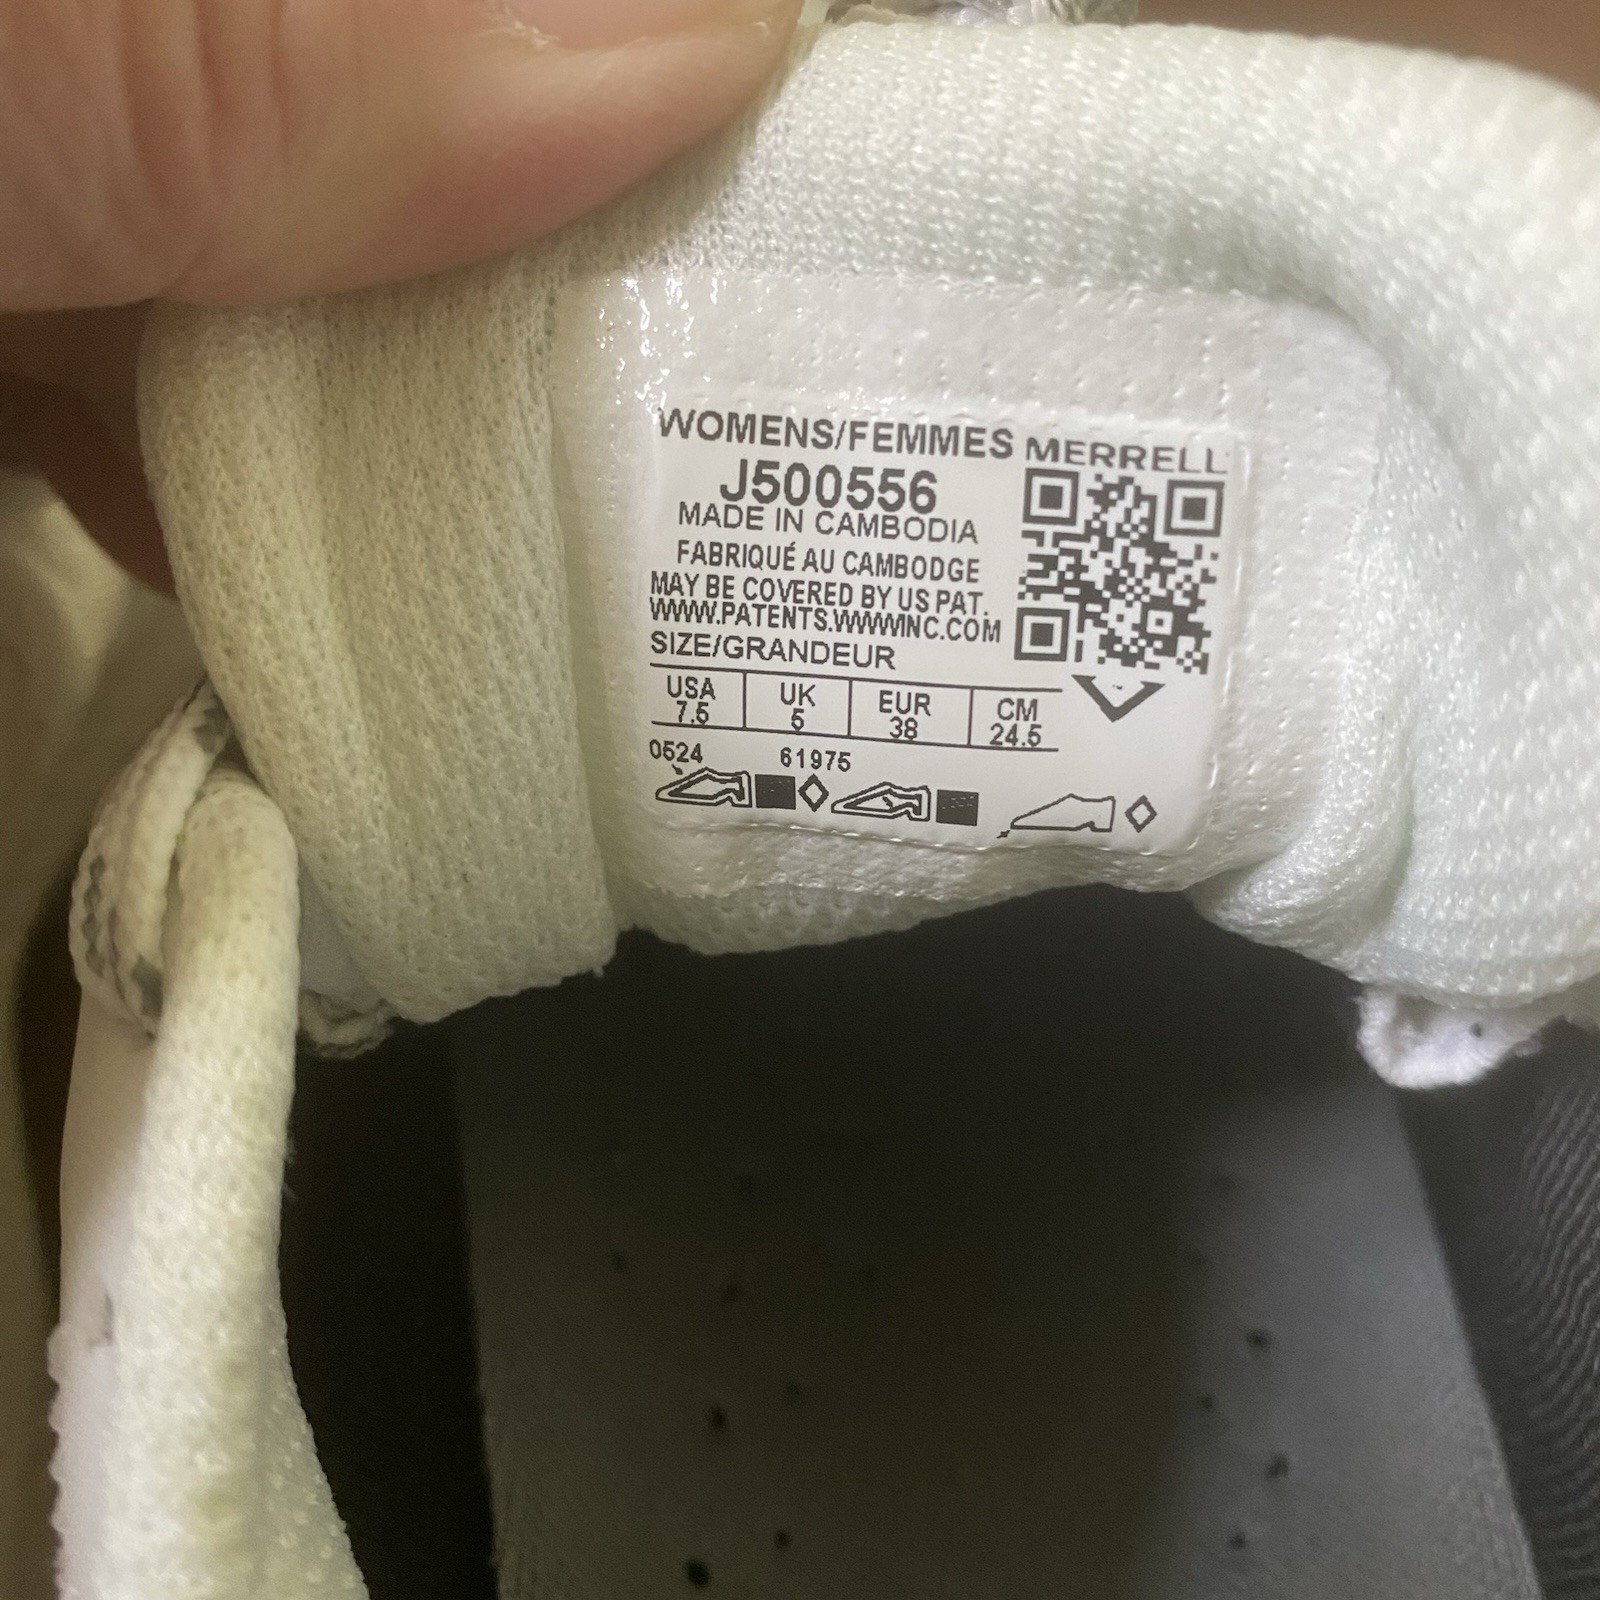 WOMENS/FEMMES MERRELL
J500556
MADE IN CAMBODIA
FABRIQUÉ AU CAMBODGE
MAY BE COVERED BY US PAT.
WWW.PATENTS.WWWINC.COM
SIZE/GRANDEUR
USA UK EUR CM
7.5 5 38 24.5
0524 61975